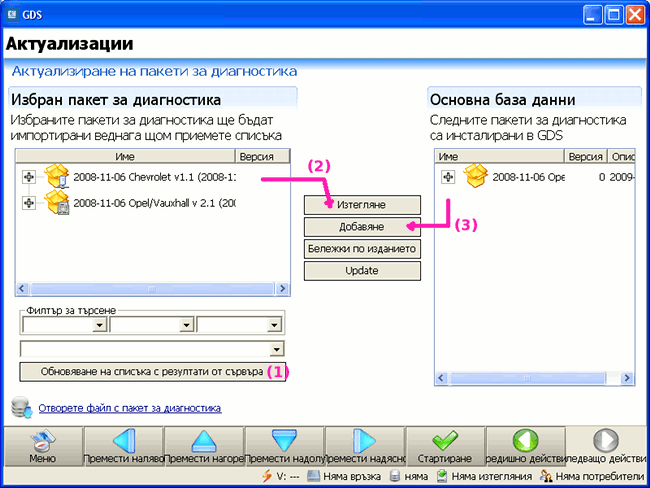 GDS
Актуализации
Актуализиране на пакети за диагностика
Избран пакет за диагностика
Избраните пакети за диагностика ще бъдат
импортирани веднага щом приемете списъка
Име Версия
2008-11-06 Chevrolet v1.1 (2008-1:
2008-11-06 Opel/Vauxhall v 2.1 (20(
(2)
Изтегляне
Добавяне
(3)
Бележки по изданието
Update
Основна база данни
Следните пакети за диагностика
са инсталирани в GDS
Име Версия Опис
2008-11-06 Ope 0 2009-
Филтър за търсене
Обновяване на списъка с резултати от сървъра (1)
Отворете файл с пакет за диагностика
Меню Премести наляво Премести нагоре Премести надолу Премести надясно Стартиране редишно действи ледващо действи
V: --- Няма връзка няма Няма изтегляния Няма потребители